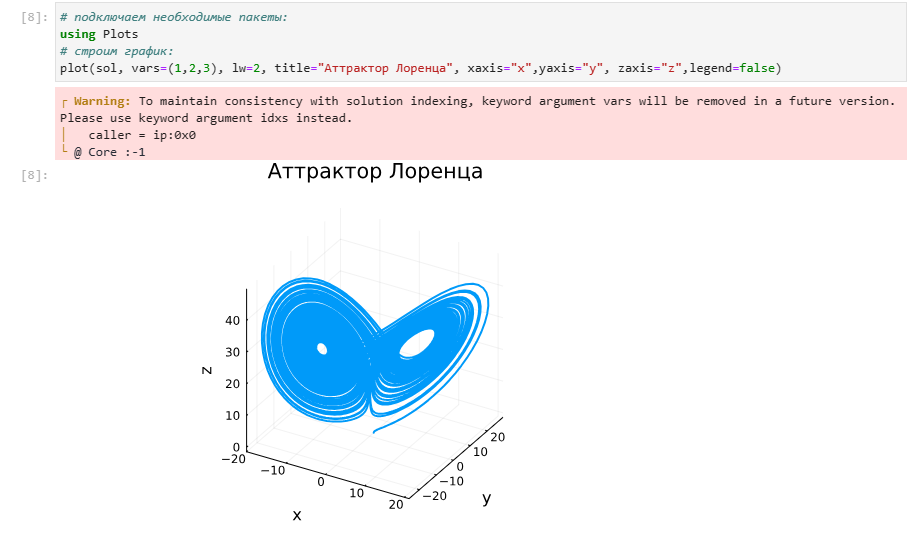 [8]:
# подключаем необходимые пакеты:
using Plots
# строим график:
plot(sol, vars=(1,2,3), lw=2, title="Аттрактор Лоренца", xaxis="x",yaxis="y", zaxis="z",legend=false)
┌ Warning: To maintain consistency with solution indexing, keyword argument vars will be removed in a future version.
Please use keyword argument idxs instead.
│   caller = ip:0x0
└ @ Core :-1
[8]:
Аттрактор Лоренца
40
30
z
20
10
0
−20
−10
0
10
20
x
−20
−10
0
10
20
y